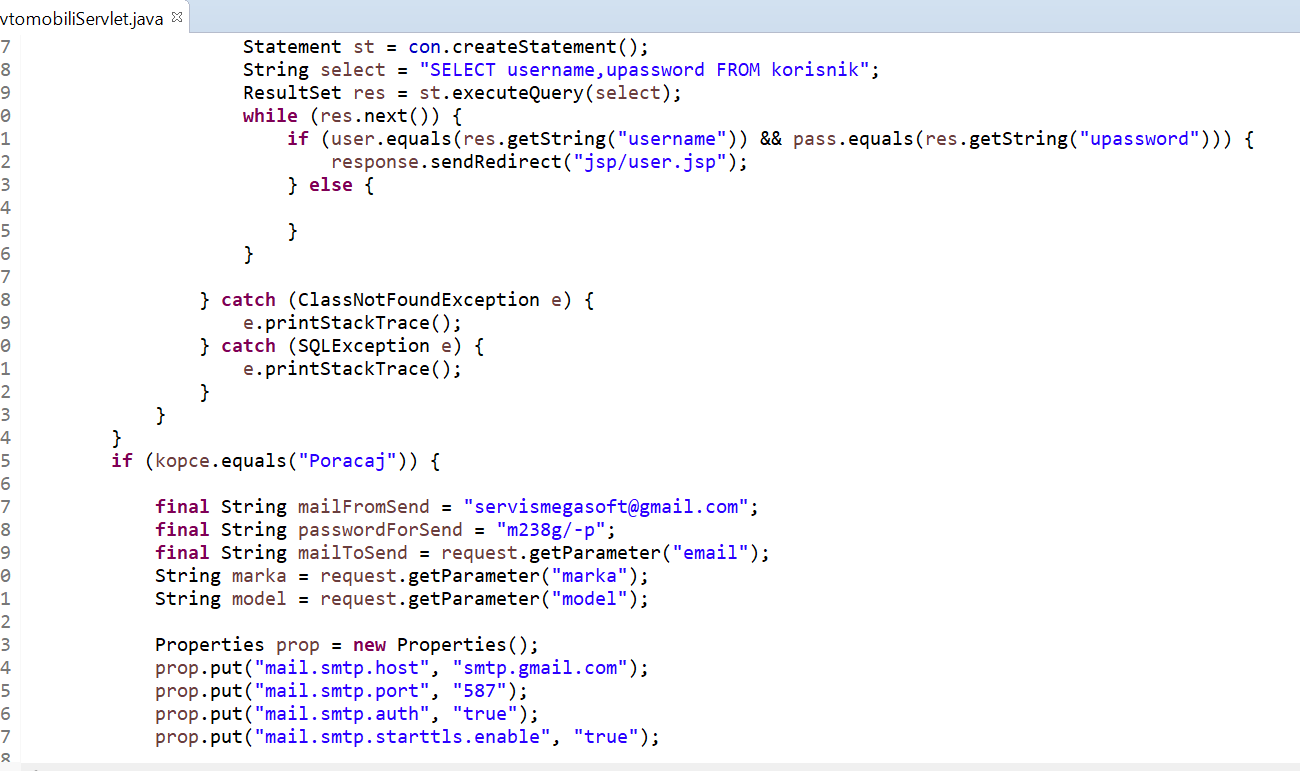 vtomobiliServlet.java
7 Statement st = con.createStatement();
8 String select = "SELECT username,upassword FROM korisnik";
9 ResultSet res = st.executeQuery(select);
0 while (res.next()) {
1 if (user.equals(res.getString("username")) && pass.equals(res.getString("upassword"))) {
2 response.sendRedirect("jsp/user.jsp");
3 } else {
4
5 }
6 }
7
8 } catch (ClassNotFoundException e) {
9 e.printStackTrace();
0 } catch (SQLException e) {
1 e.printStackTrace();
2 }
3 }
4 }
5 if (kopce.equals("Poracaj")) {
6
7 final String mailFromSend = "servismegasoft@gmail.com";
8 final String passwordForSend = "m238g/-p";
9 final String mailToSend = request.getParameter("email");
0 String marka = request.getParameter("marka");
1 String model = request.getParameter("model");
2
3 Properties prop = new Properties();
4 prop.put("mail.smtp.host", "smtp.gmail.com");
5 prop.put("mail.smtp.port", "587");
6 prop.put("mail.smtp.auth", "true");
7 prop.put("mail.smtp.starttls.enable", "true");
8